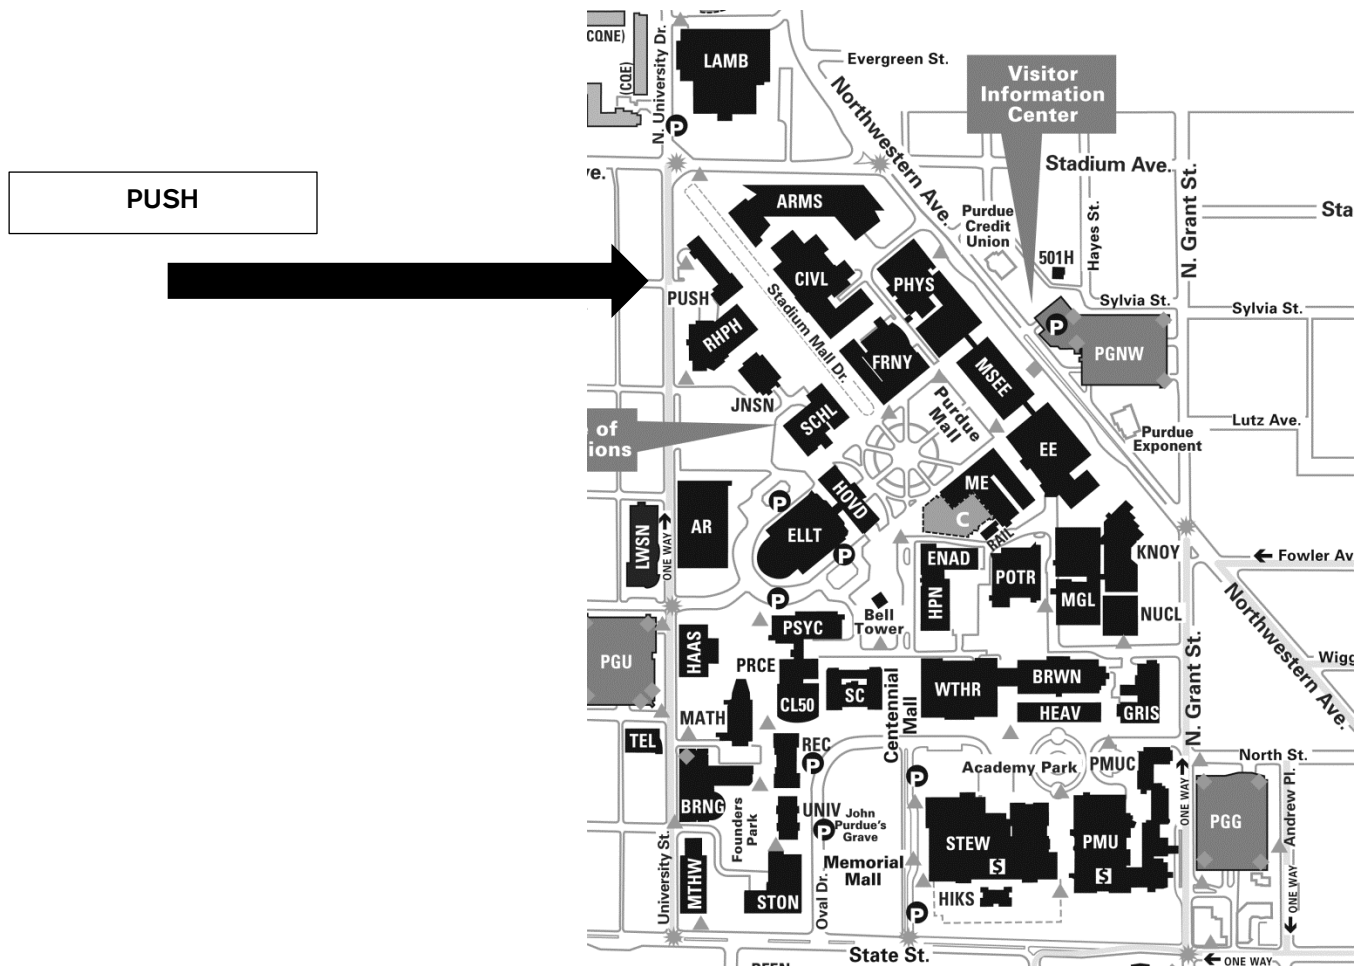 PUSH
CQNE)
(CQE)
N. University Dr.
LAMB
P
Evergreen St.
Northwestern Ave.
Visitor
Information
Center
Stadium Ave.
N. Grant St.
Hayes St.
Sta
ve.
ARMS
Purdue
Credit
Union
501H
CIVL
PHYS
PUSH
Stadium Mall Dr.
Sylvia St.
Sylvia St.
P
PGNW
RHPH
FRNY
MSEE
JNSN
SCHL
Purdue
Mall
Lutz Ave.
e of
ions
Purdue
Exponent
EE
ME
HOVD
P
C
AR
ELLT
LWSN
ONE WAY
RAIL
KNOY
P
ENAD
POTR
Fowler Av
HPN
MGL
NUCL
P
Bell
Tower
PSYC
Northwestern Ave.
PGU
HAAS
PRCE
CL50
SC
Centennial
Mall
WTHR
BRWN
HEAV
GRIS
N. Grant St.
Wigg
MATH
TEL
REC
P
P
Academy Park
PMUC
North St.
BRNG
Founders
Park
UNIV
John
Purdue's
Grave
P
STEW
S
PMU
S
ONE WAY
PGG
Andrew Pl.
University St.
MTHW
STON
Oval Dr.
Memorial
Mall
HIKS
P
ONE WAY
State St.
ONE WAY